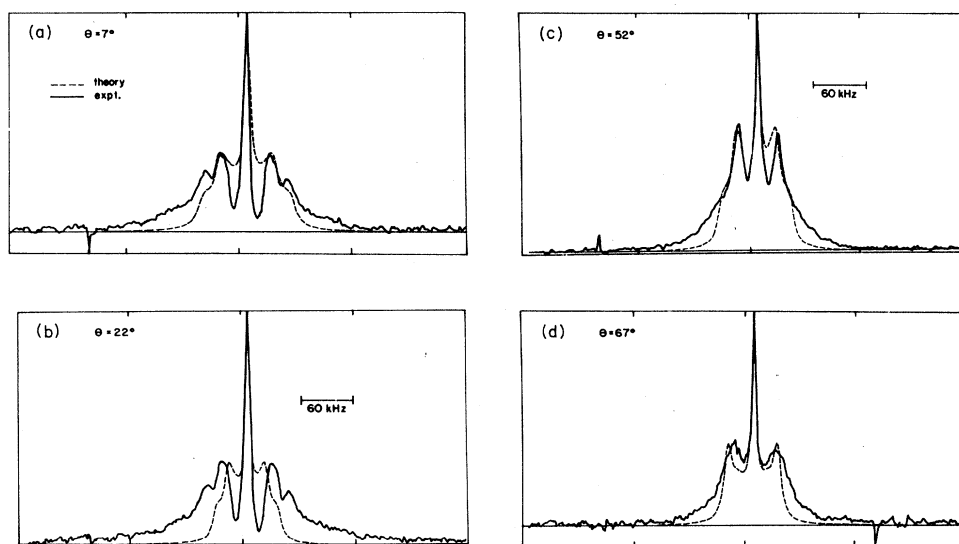 (a) θ = 7°
theory
expt.
(b) θ = 22°
60 kHz
(c) θ = 52°
60 kHz
(d) θ = 67°